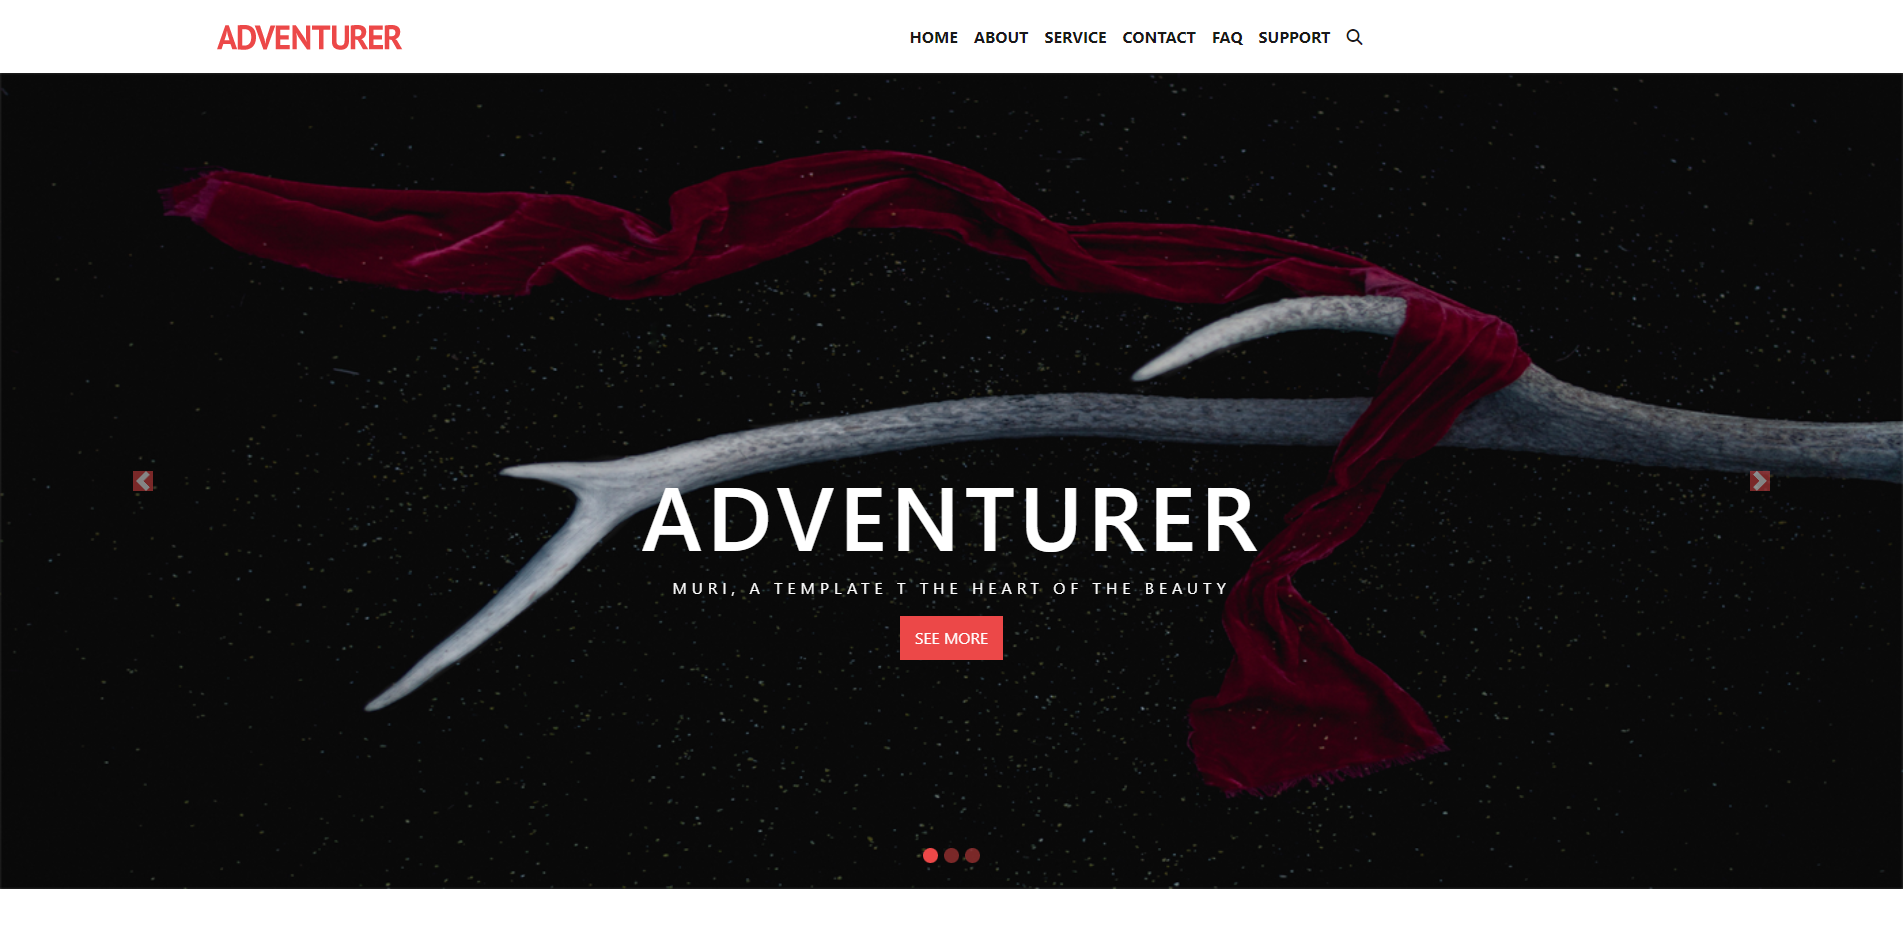 ADVENTURER
HOME ABOUT SERVICE CONTACT FAQ SUPPORT
ADVENTURER
MURI, A TEMPLATE T THE HEART OF THE BEAUTY
SEE MORE